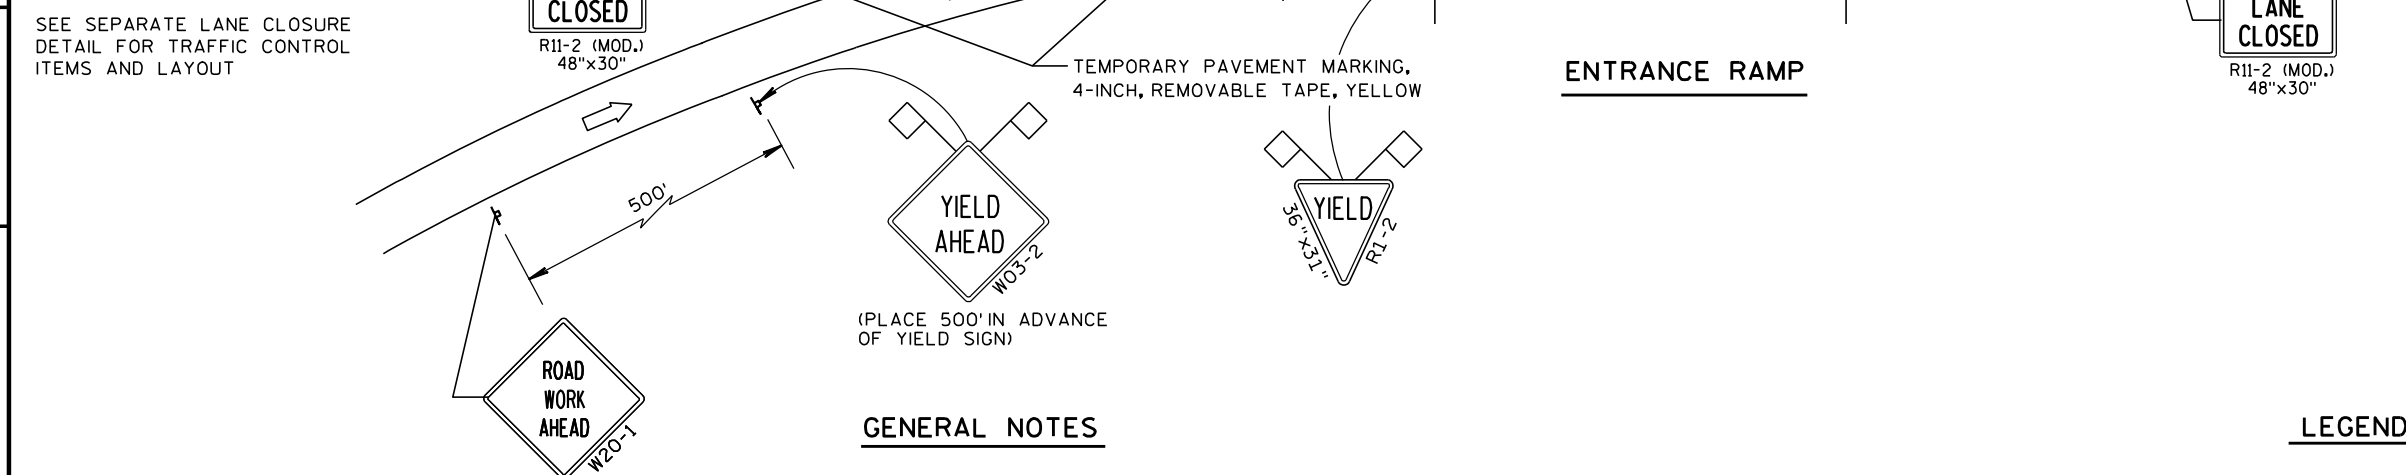 SEE SEPARATE LANE CLOSURE
DETAIL FOR TRAFFIC CONTROL
ITEMS AND LAYOUT
CLOSED
R11-2 (MOD.)
48"x30"
TEMPORARY PAVEMENT MARKING,
4-INCH, REMOVABLE TAPE, YELLOW
ENTRANCE RAMP
LANE
CLOSED
R11-2 (MOD.)
48"x30"
500'
YIELD
AHEAD
W03-2
(PLACE 500' IN ADVANCE
OF YIELD SIGN)
YIELD
36"x31"
R1-2
ROAD
WORK
AHEAD
W20-1
GENERAL NOTES
LEGEND